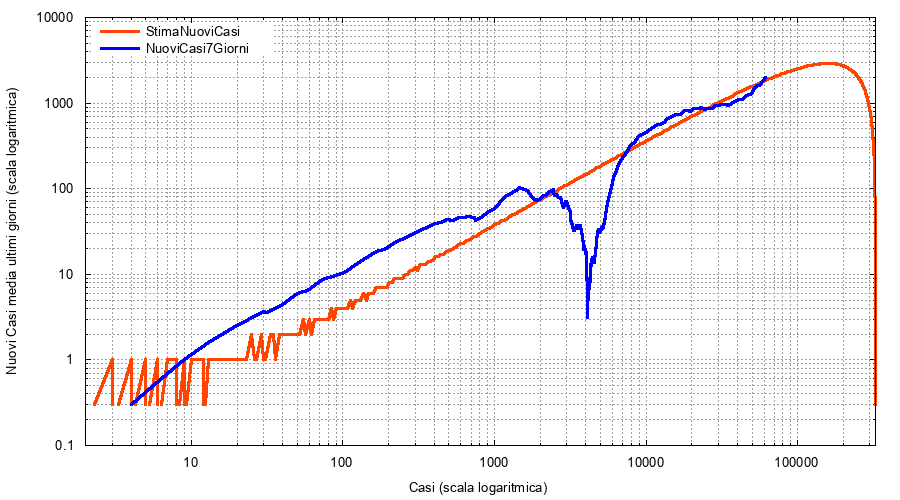 10000
1000
100
10
1
0.1
StimaNuoviCasi
NuoviCasi7Giorni
Nuovi Casi media ultimi giorni (scala logaritmica)
10
100
1000
10000
100000
Casi (scala logaritmica)